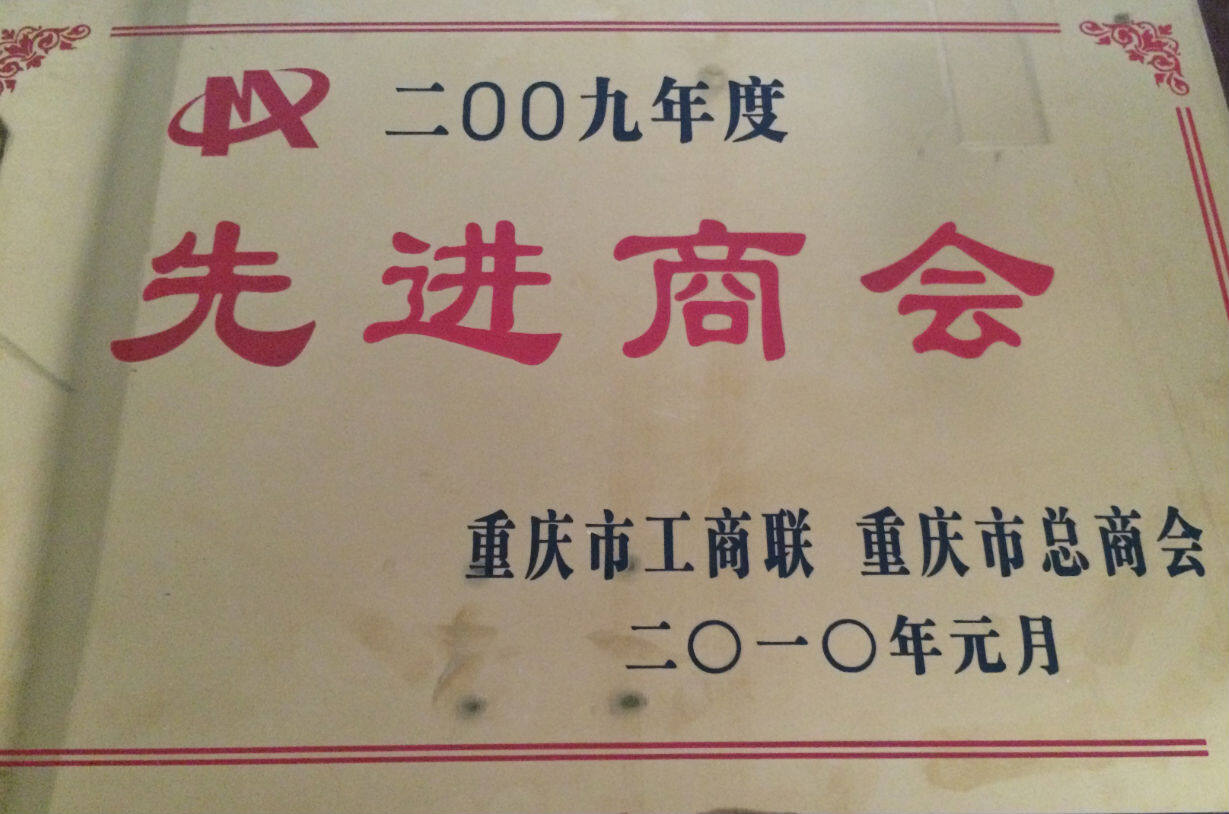 二00九年度
先进商会
重庆市工商联 重庆市总商会
二〇一〇年元月